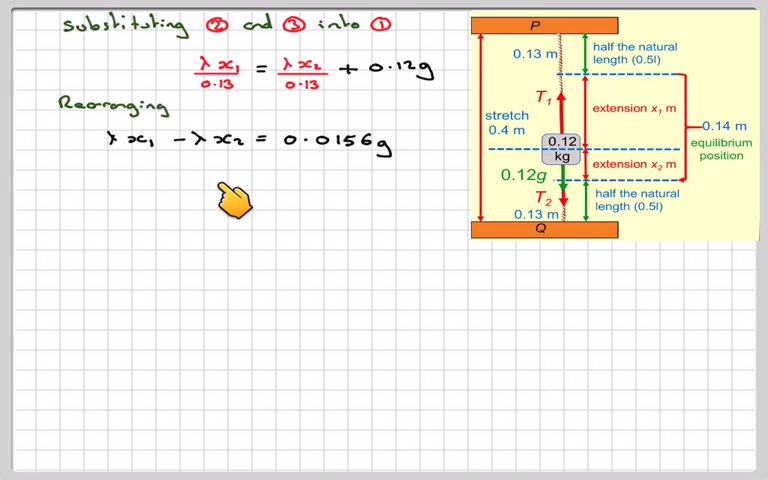 Substituting ② and ③ into ①
λx₁/0.13 = λx₂/0.13 + 0.12g
Rearranging
λx₁ - λx₂ = 0.0156g
P
0.13 m
half the natural
length (0.5l)
T₁
stretch
0.4 m
extension x₁ m
0.14 m
equilibrium
position
0.12
kg
0.12g
extension x₂ m
T₂
half the natural
length (0.5l)
0.13 m
Q